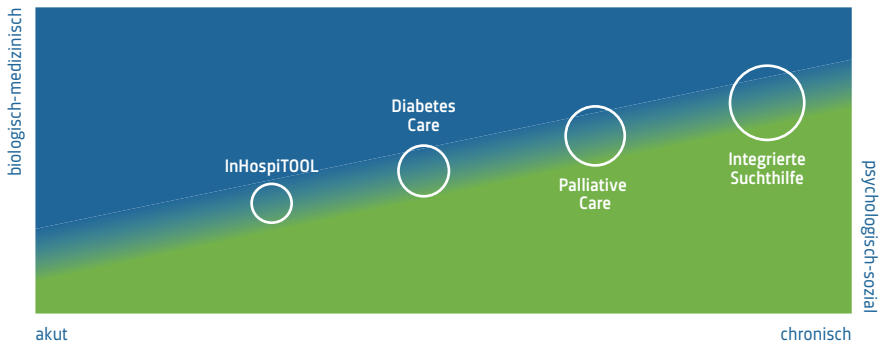 biologisch-medizinisch
InHospiTOOL
Diabetes
Care
Palliative
Care
Integrierte
Suchthilfe
psychologisch-sozial
akut
chronisch